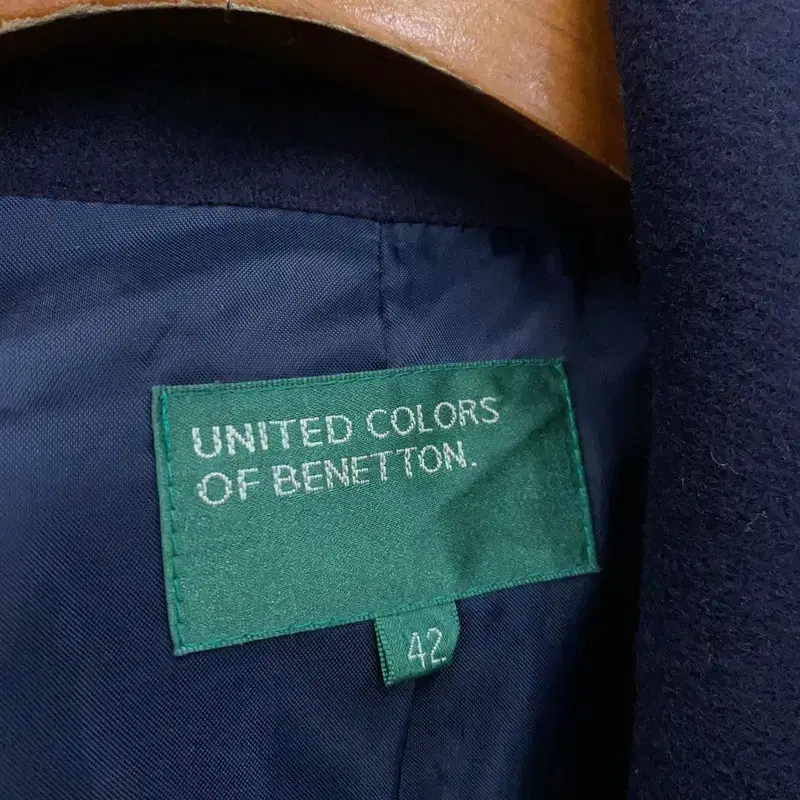 UNITED COLORS
OF BENETTON.
42